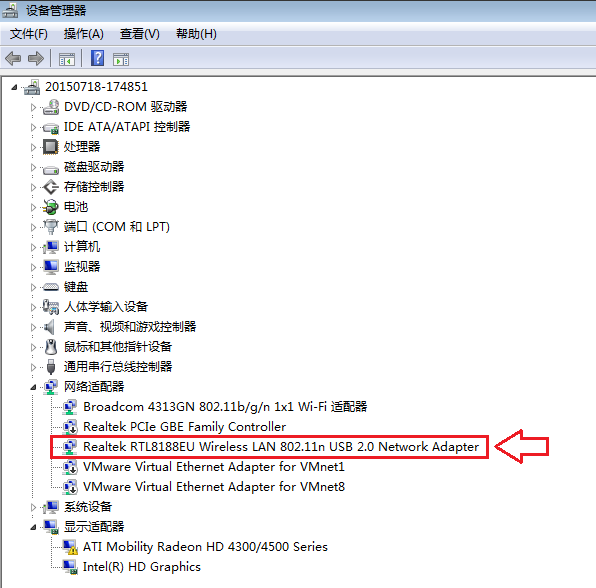 设备管理器
文件(F) 操作(A) 查看(V) 帮助(H)
20150718-174851
DVD/CD-ROM 驱动器
IDE ATA/ATAPI 控制器
处理器
磁盘驱动器
存储控制器
电池
端口 (COM 和 LPT)
计算机
监视器
键盘
人体学输入设备
声音、视频和游戏控制器
鼠标和其他指针设备
通用串行总线控制器
网络适配器
Broadcom 4313GN 802.11b/g/n 1x1 Wi-Fi 适配器
Realtek PCIe GBE Family Controller
Realtek RTL8188EU Wireless LAN 802.11n USB 2.0 Network Adapter
VMware Virtual Ethernet Adapter for VMnet1
VMware Virtual Ethernet Adapter for VMnet8
系统设备
显示适配器
ATI Mobility Radeon HD 4300/4500 Series
Intel(R) HD Graphics